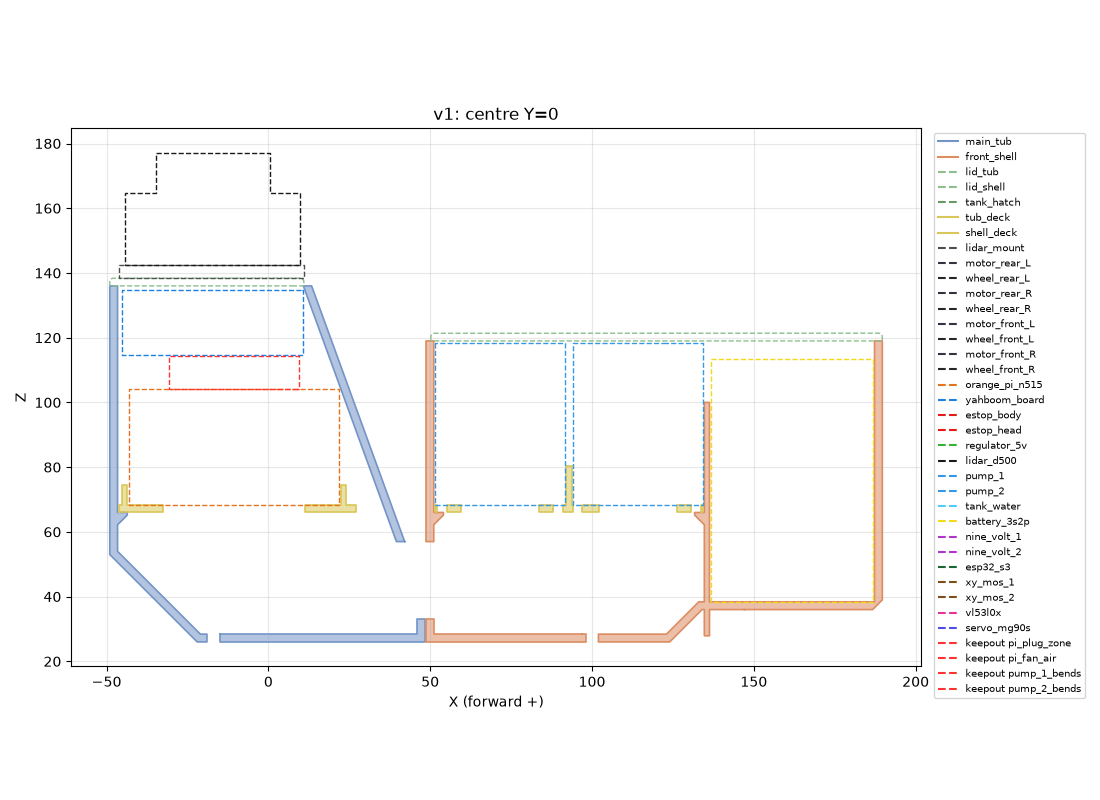 v1: centre Y=0
180
160
140
120
100
80
60
40
20
Z
−50
0
50
100
150
200
X (forward +)
main_tub
front_shell
lid_tub
lid_shell
tank_hatch
tub_deck
shell_deck
lidar_mount
motor_rear_L
wheel_rear_L
motor_rear_R
wheel_rear_R
motor_front_L
wheel_front_L
motor_front_R
wheel_front_R
orange_pi_n515
yahboom_board
estop_body
estop_head
regulator_5v
lidar_d500
pump_1
pump_2
tank_water
battery_3s2p
nine_volt_1
nine_volt_2
esp32_s3
xy_mos_1
xy_mos_2
vl53l0x
servo_mg90s
keepout pi_plug_zone
keepout pi_fan_air
keepout pump_1_bends
keepout pump_2_bends